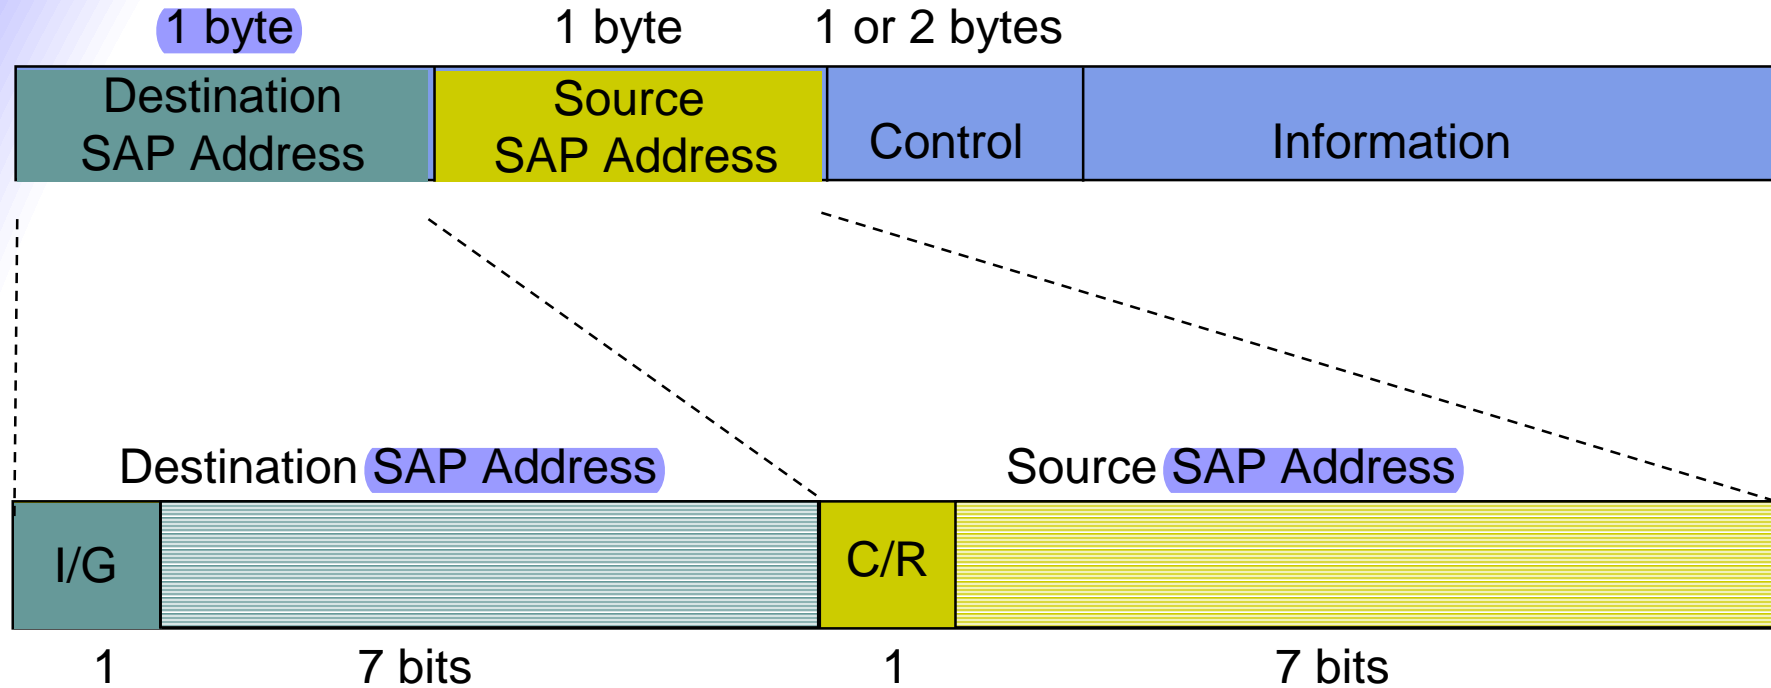 1 byte 1 byte 1 or 2 bytes
Destination SAP Address
Source SAP Address
Control
Information
Destination SAP Address Source SAP Address
I/G C/R
1 7 bits 1 7 bits